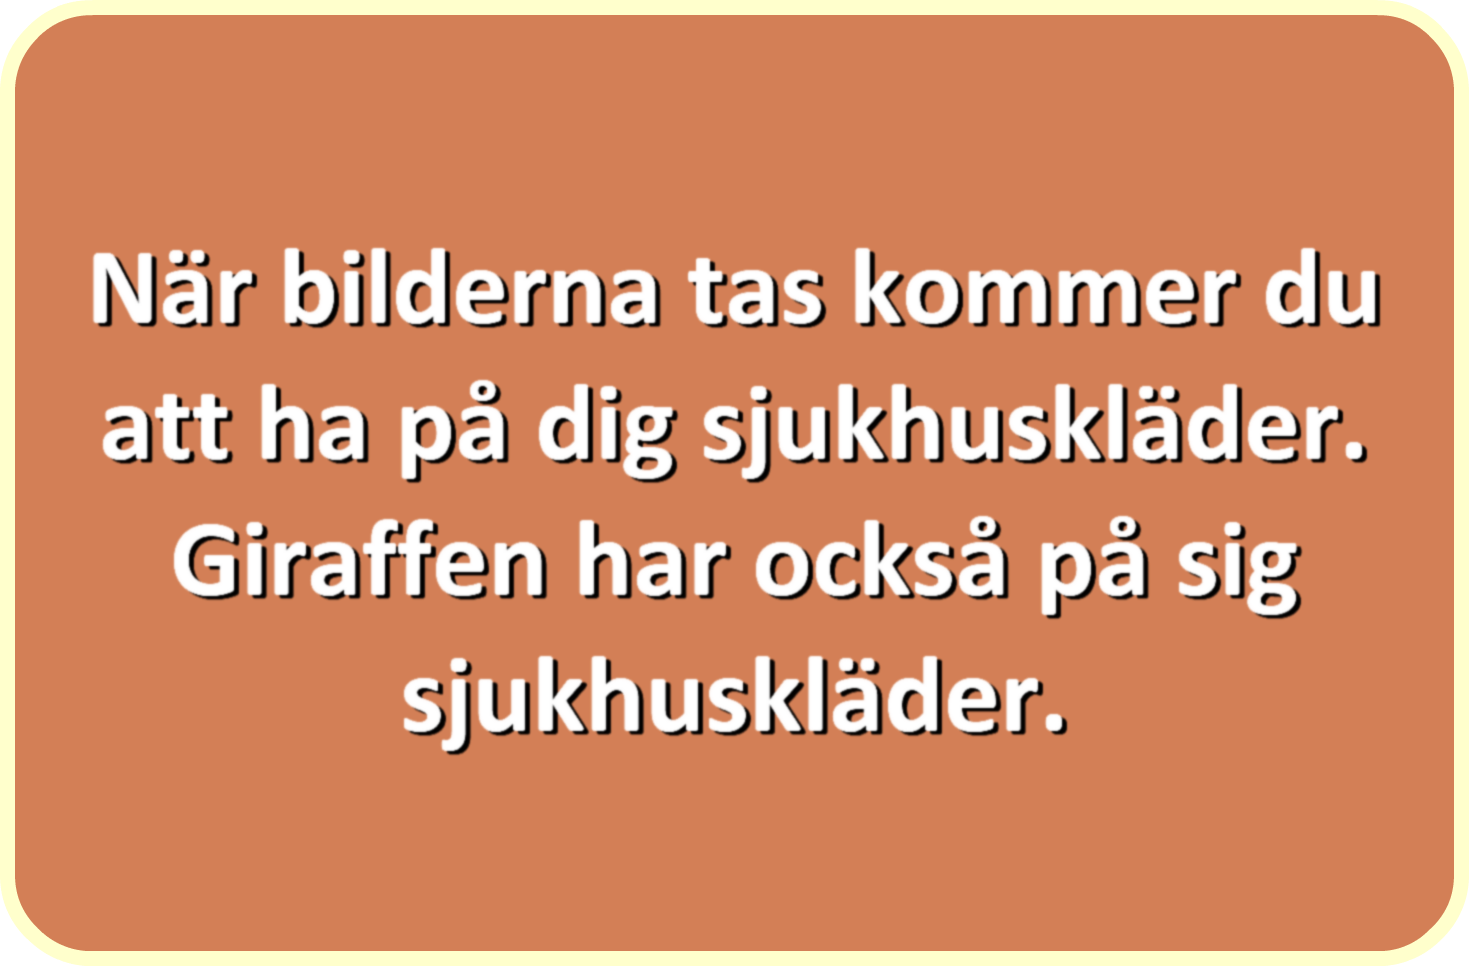 När bilderna tas kommer du
att ha på dig sjukhuskläder.
Giraffen har också på sig
sjukhuskläder.